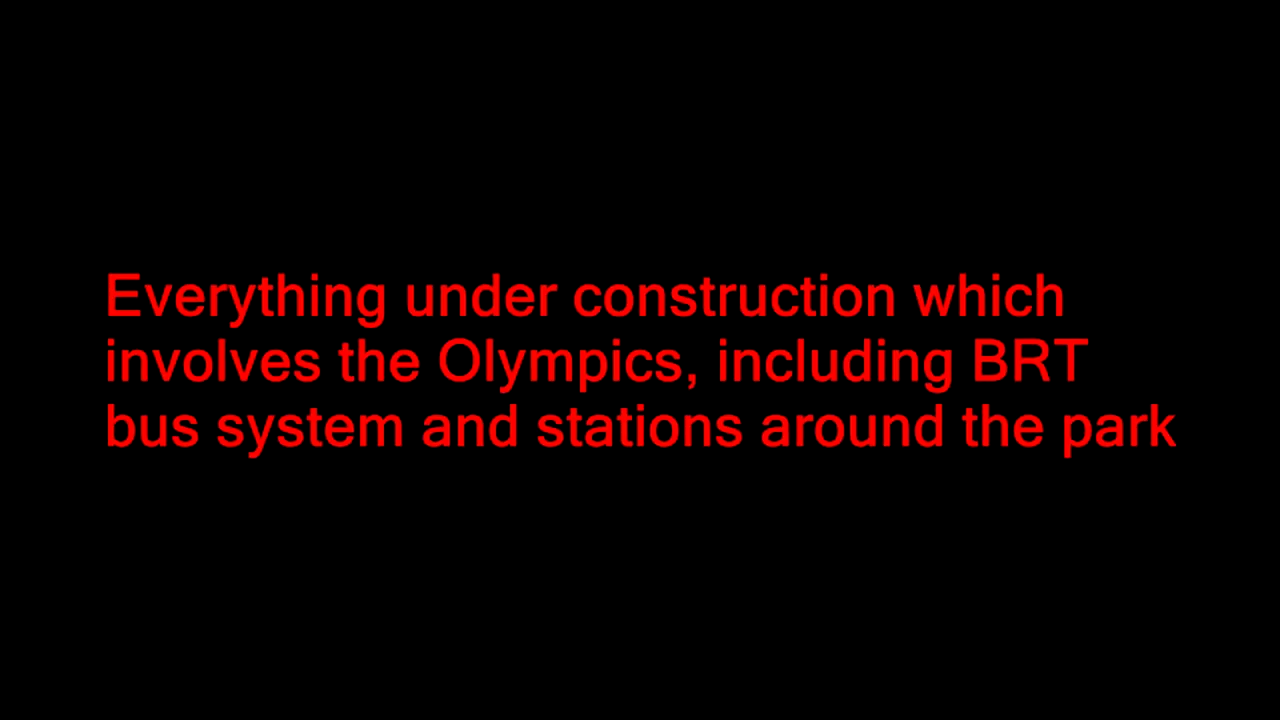 Everything under construction which
involves the Olympics, including BRT
bus system and stations around the park